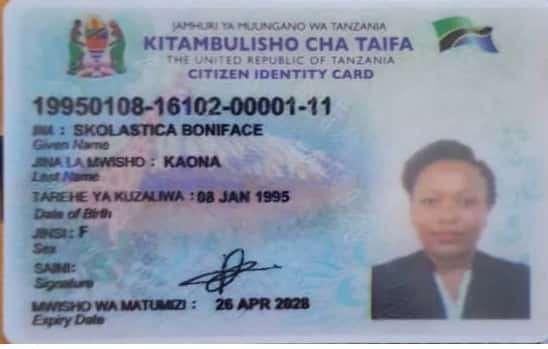 JAMHURI YA MUUNGANO WA TANZANIA
KITAMBULISHO CHA TAIFA
THE UNITED REPUBLIC OF TANZANIA
CITIZEN IDENTITY CARD
19950108-16102-00001-11
JINA : SKOLASTICA BONIFACE
Given Name
JINA LA MWISHO : KAONA
Last Name
TAREHE YA KUZALIWA : 08 JAN 1995
Date of Birth
JINSI : F
Sex
SAINI:
Signature
MWISHO WA MATUMIZI : 26 APR 2028
Expiry Date